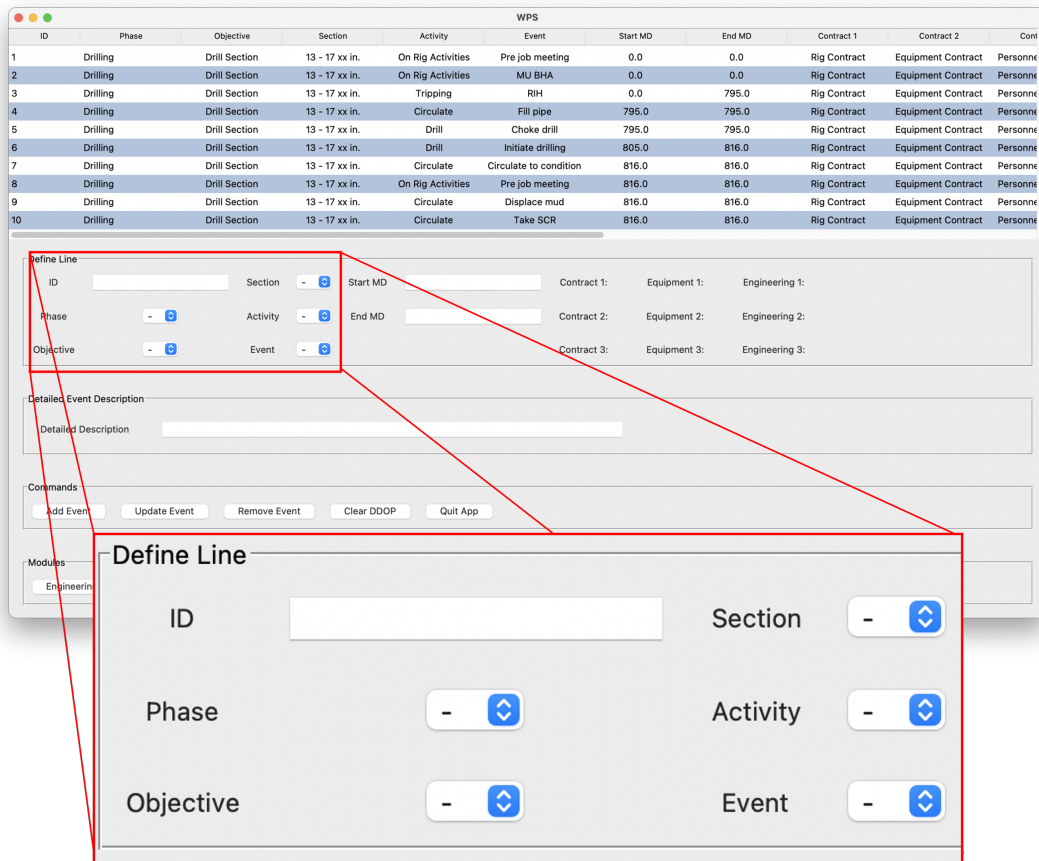 WPS
ID Phase Objective Section Activity Event Start MD End MD Contract 1 Contract 2 Cont
1 Drilling Drill Section 13 - 17 xx in. On Rig Activities Pre job meeting 0.0 0.0 Rig Contract Equipment Contract Personne
2 Drilling Drill Section 13 - 17 xx in. On Rig Activities MU BHA 0.0 0.0 Rig Contract Equipment Contract Personne
3 Drilling Drill Section 13 - 17 xx in. Tripping RIH 0.0 795.0 Rig Contract Equipment Contract Personne
4 Drilling Drill Section 13 - 17 xx in. Circulate Fill pipe 795.0 795.0 Rig Contract Equipment Contract Personne
5 Drilling Drill Section 13 - 17 xx in. Drill Choke drill 795.0 795.0 Rig Contract Equipment Contract Personne
6 Drilling Drill Section 13 - 17 xx in. Drill Initiate drilling 805.0 816.0 Rig Contract Equipment Contract Personne
7 Drilling Drill Section 13 - 17 xx in. Circulate Circulate to condition 816.0 816.0 Rig Contract Equipment Contract Personne
8 Drilling Drill Section 13 - 17 xx in. On Rig Activities Pre job meeting 816.0 816.0 Rig Contract Equipment Contract Personne
9 Drilling Drill Section 13 - 17 xx in. Circulate Displace mud 816.0 816.0 Rig Contract Equipment Contract Personne
10 Drilling Drill Section 13 - 17 xx in. Circulate Take SCR 816.0 816.0 Rig Contract Equipment Contract Personne
Define Line
ID Section - Start MD Contract 1: Equipment 1: Engineering 1:
Phase - Activity - End MD Contract 2: Equipment 2: Engineering 2:
Objective - Event - Contract 3: Equipment 3: Engineering 3:
Detailed Event Description
Detailed Description
Commands
Add Event Update Event Remove Event Clear DDOP Quit App
Modules
Engineerin
Define Line
ID Section -
Phase - Activity -
Objective - Event -